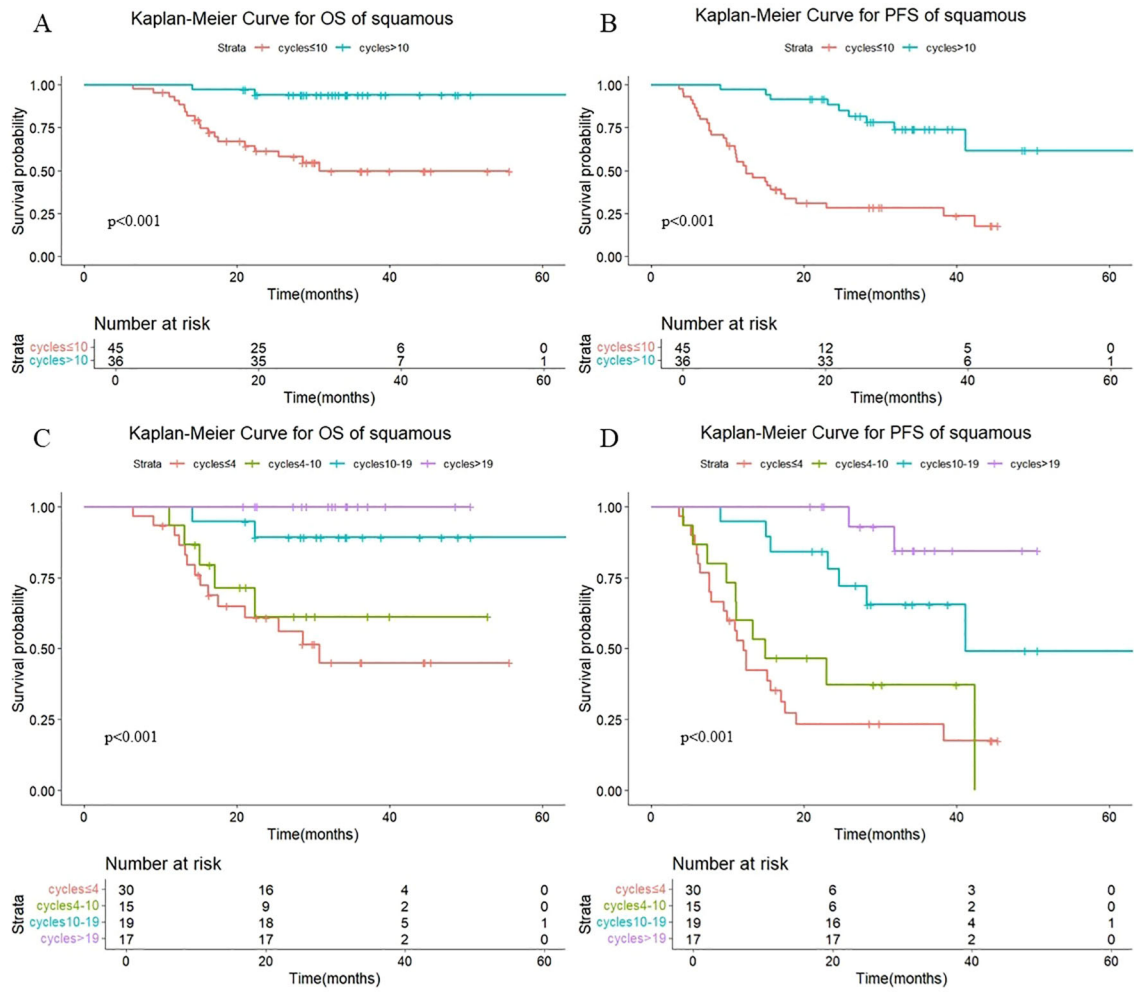 A
Kaplan-Meier Curve for OS of squamous
Strata cycles≤10 cycles>10
Survival probability
1.00
0.75
0.50
0.25
0.00
p<0.001
0 20 40 60
Time(months)
Number at risk
Strata
cycles≤10 45 25 6 0
cycles>10 36 35 7 1
0 20 40 60
Time(months)
B
Kaplan-Meier Curve for PFS of squamous
Strata cycles≤10 cycles>10
Survival probability
1.00
0.75
0.50
0.25
0.00
p<0.001
0 20 40 60
Time(months)
Number at risk
Strata
cycles≤10 45 12 6 0
cycles>10 36 33 6 1
0 20 40 60
Time(months)
C
Kaplan-Meier Curve for OS of squamous
Strata cycles≤4 cycles4-10 cycles10-19 cycles>19
Survival probability
1.00
0.75
0.50
0.25
0.00
p<0.001
0 20 40 60
Time(months)
Number at risk
Strata
cycles≤4 30 16 4 0
cycles4-10 15 9 2 0
cycles10-19 19 18 5 1
cycles>19 17 17 2 0
0 20 40 60
Time(months)
D
Kaplan-Meier Curve for PFS of squamous
Strata cycles≤4 cycles4-10 cycles10-19 cycles>19
Survival probability
1.00
0.75
0.50
0.25
0.00
p<0.001
0 20 40 60
Time(months)
Number at risk
Strata
cycles≤4 30 6 3 0
cycles4-10 15 6 2 0
cycles10-19 19 16 4 1
cycles>19 17 17 2 0
0 20 40 60
Time(months)